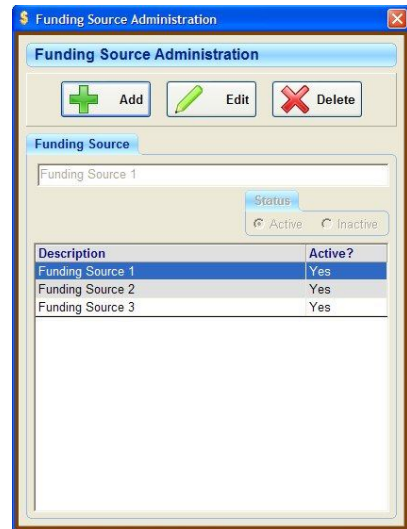 $ Funding Source Administration
Funding Source Administration
Add Edit Delete
Funding Source
Funding Source 1
Status
Active Inactive
Description Active?
Funding Source 1 Yes
Funding Source 2 Yes
Funding Source 3 Yes